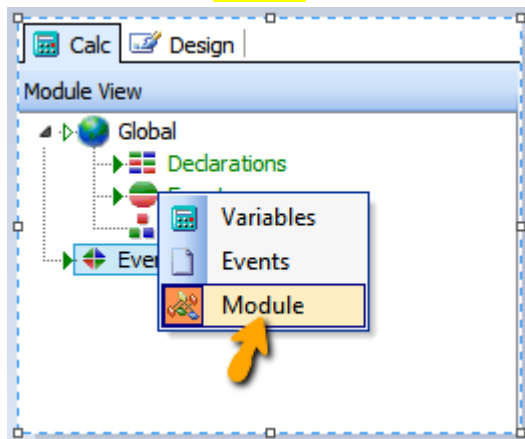 Calc Design
Module View
Global
Declarations
Variables
Events
Module